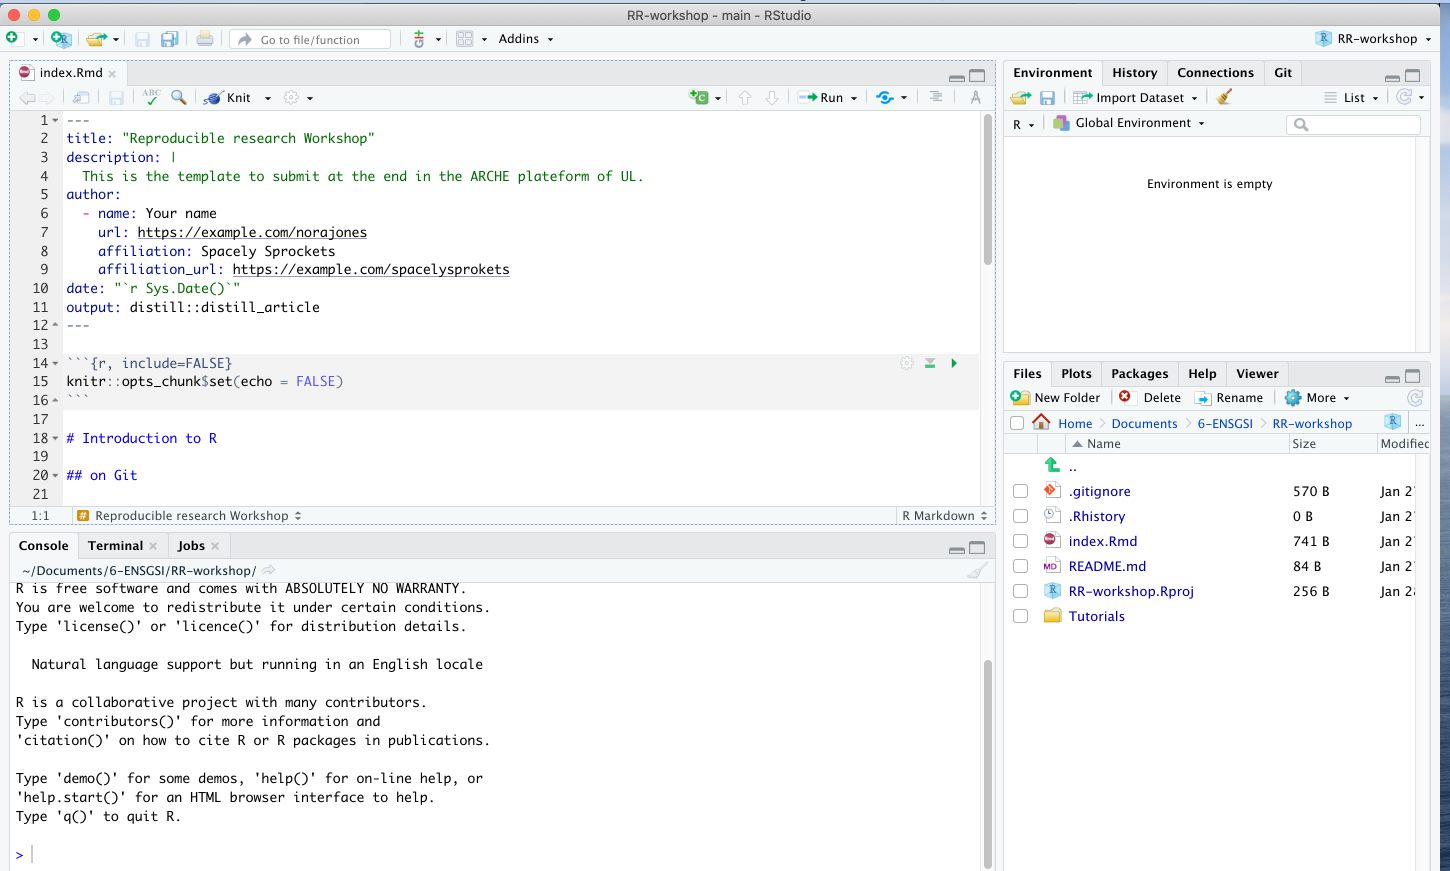 RR-workshop - main - RStudio
Go to file/function
Addins
RR-workshop
index.Rmd
ABC
Knit
Run
1 ---
2 title: "Reproducible research Workshop"
3 description: |
4 This is the template to submit at the end in the ARCHE plateform of UL.
5 author:
6 - name: Your name
7 url: https://example.com/norajones
8 affiliation: Spacely Sprockets
9 affiliation_url: https://example.com/spacelysprokets
10 date: "`r Sys.Date()`"
11 output: distill::distill_article
12 ---
13
14 ```{r, include=FALSE}
15 knitr::opts_chunk$set(echo = FALSE)
16 ```
17
18 # Introduction to R
19
20 ## on Git
21
1:1 # Reproducible research Workshop R Markdown
Console Terminal Jobs
~/Documents/6-ENSGSI/RR-workshop/
R is free software and comes with ABSOLUTELY NO WARRANTY.
You are welcome to redistribute it under certain conditions.
Type 'license()' or 'licence()' for distribution details.
Natural language support but running in an English locale
R is a collaborative project with many contributors.
Type 'contributors()' for more information and
'citation()' on how to cite R or R packages in publications.
Type 'demo()' for some demos, 'help()' for on-line help, or
'help.start()' for an HTML browser interface to help.
Type 'q()' to quit R.
>
Environment History Connections Git
Import Dataset List
R Global Environment
Environment is empty
Files Plots Packages Help Viewer
New Folder Delete Rename More
Home Documents 6-ENSGSI RR-workshop ...
Name Size Modified
..
.gitignore 570 B Jan 2
.Rhistory 0 B Jan 2
index.Rmd 741 B Jan 2
MD README.md 84 B Jan 2
RR-workshop.Rproj 256 B Jan 2
Tutorials